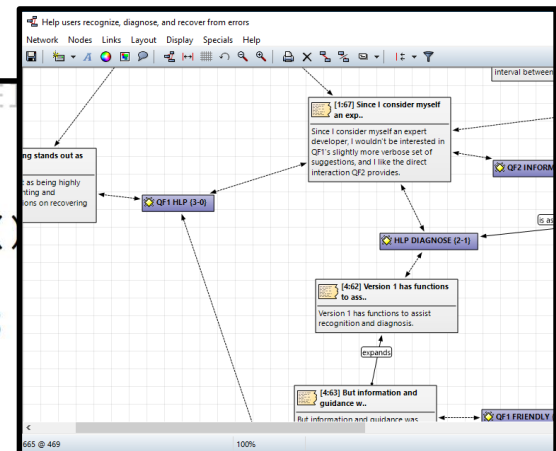 Help users recognize, diagnose, and recover from errors
Network Nodes Links Layout Display Specials Help
interval between
[1:67] Since I consider myself
an exp..
Since I consider myself an expert
developer, I wouldn't be interested in
QF1's slightly more verbose set of
suggestions, and I like the direct
interaction QF2 provides.
ng stands out as
t as being highly
nting and
ions on recovering
QF1 HLP {3-0}
QF2 INFORM
HLP DIAGNOSE {2-1}
is as
[4:62] Version 1 has functions
to ass..
Version 1 has functions to assist
recognition and diagnosis.
expands
[4:63] But information and
guidance w..
But information and guidance was
QF1 FRIENDLY
665 @ 469
100%